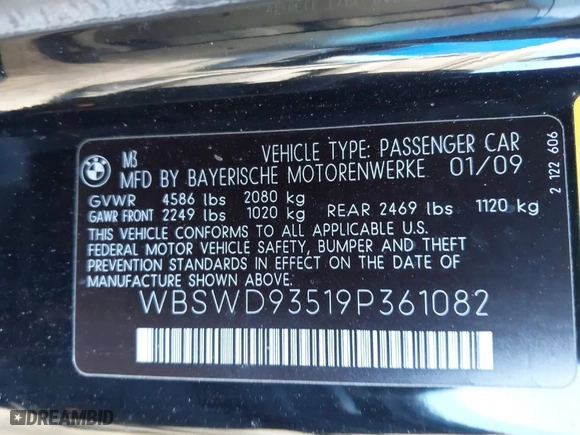 BMW
M3 VEHICLE TYPE: PASSENGER CAR
MFD BY BAYERISCHE MOTORENWERKE 01/09
GVWR 4586 lbs 2080 kg
GAWR FRONT 2249 lbs 1020 kg REAR 2469 lbs 1120 kg
THIS VEHICLE CONFORMS TO ALL APPLICABLE U.S.
FEDERAL MOTOR VEHICLE SAFETY, BUMPER AND THEFT
PREVENTION STANDARDS IN EFFECT ON THE DATE OF
MANUFACTURE SHOWN ABOVE.
WBSWD93519P361082
2 122 606
DREAMBID